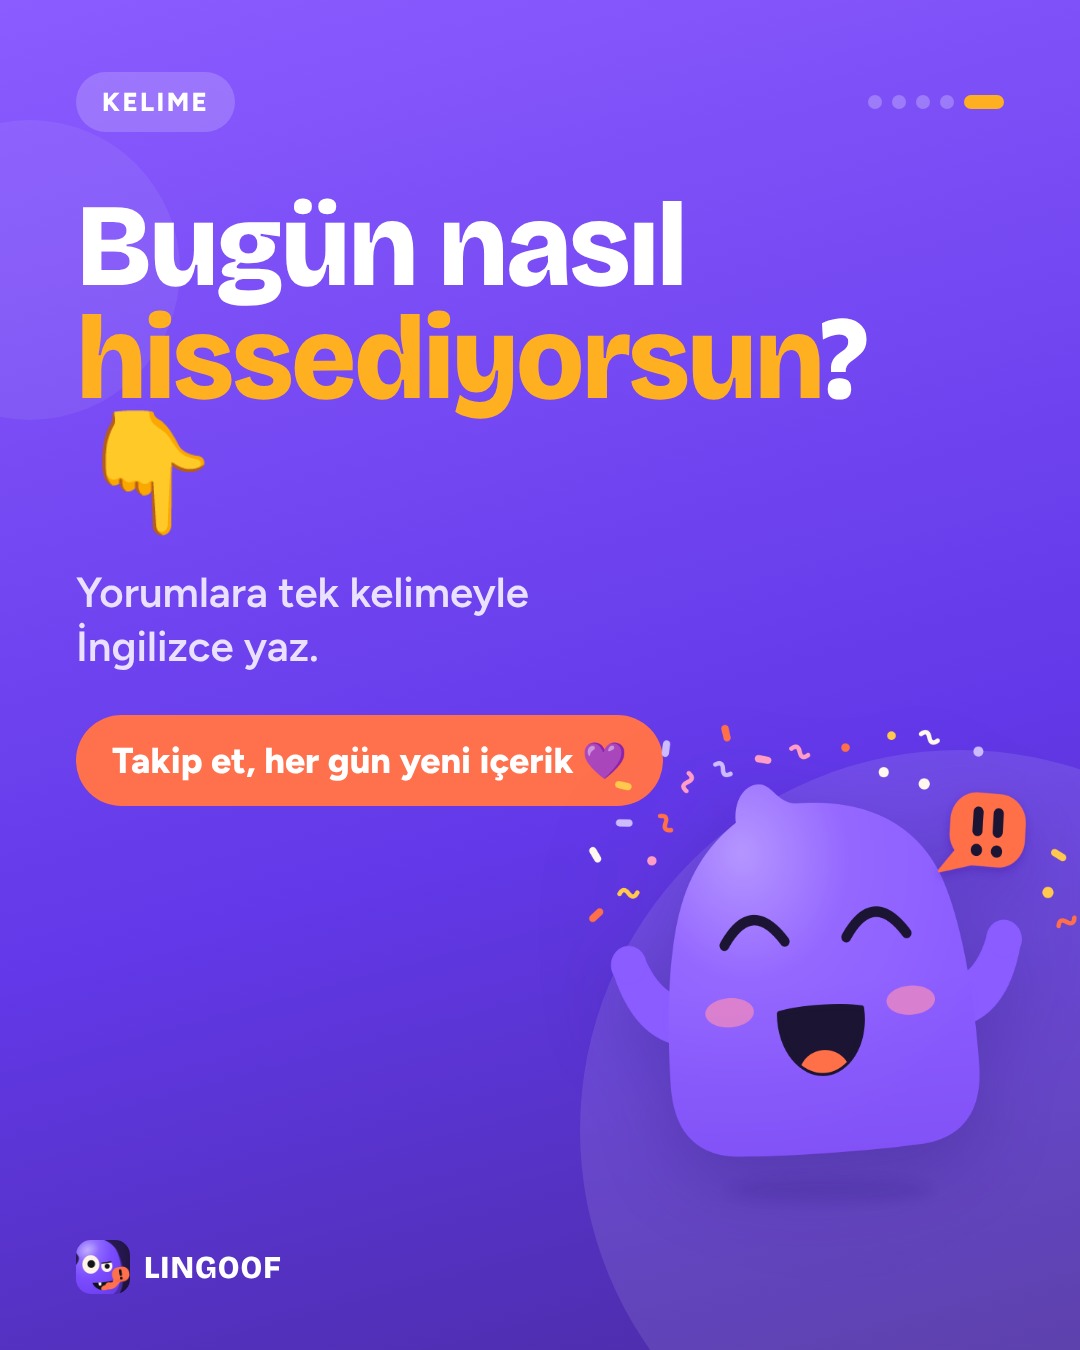 KELIME
Bugün nasıl
hissediyorsun?
👇
Yorumlara tek kelimeyle
İngilizce yaz.
Takip et, her gün yeni içerik 💜
!!
LINGOOF